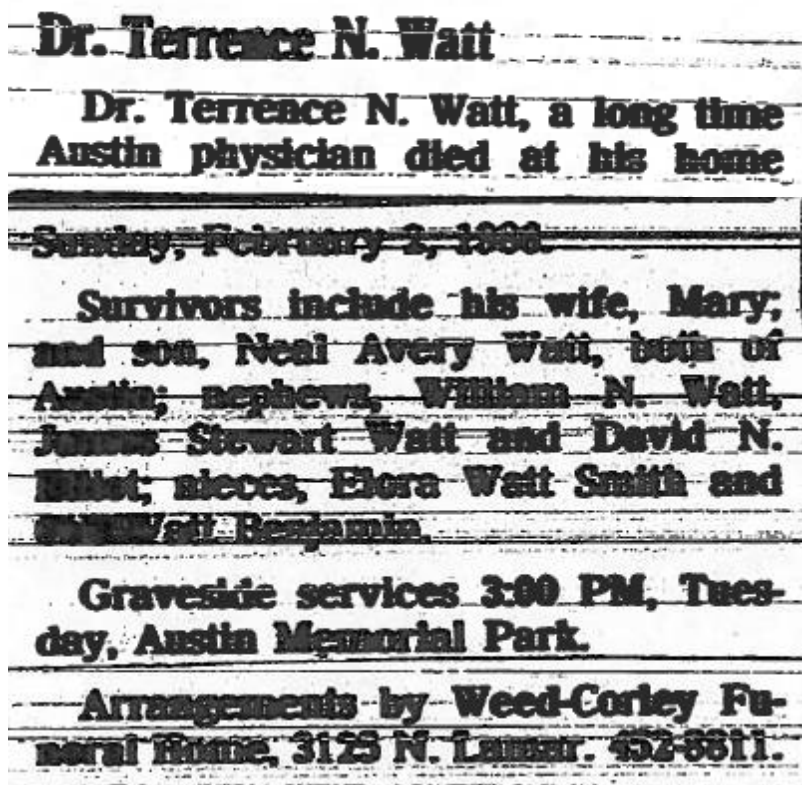 Dr. Terrence N. Watt
Dr. Terrence N. Watt, a long time
Austin physician died at his home
Sunday, February 2, 1986.
Survivors include his wife, Mary;
and son, Neal Avery Watt, both of
Austin; nephews, William N. Watt,
James Stewart Watt and David N.
Elliot; nieces, Elora Watt Smith and
Watt Benjamin.
Graveside services 3:00 PM, Tues-
day, Austin Memorial Park.
Arrangements by Weed-Corley Fu-
neral Home, 3125 N. Lamar. 452-8811.